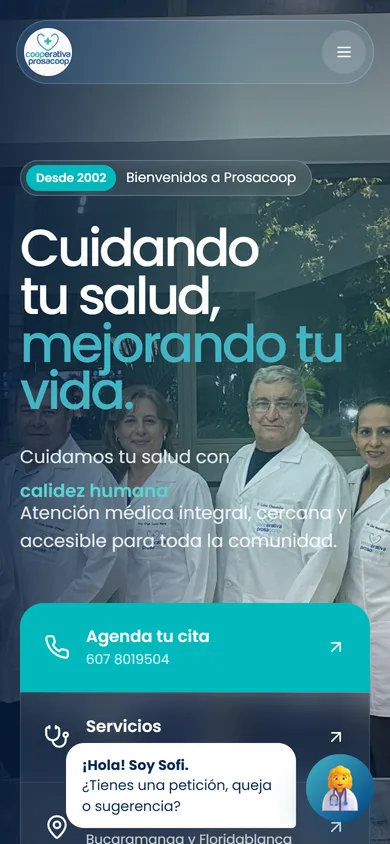 cooperativa
prosacoop
Desde 2002 Bienvenidos a Prosacoop
Cuidando
tu salud,
mejorando tu
vida.
Cuidamos tu salud con
calidez humana
Atención médica integral, cercana y
accesible para toda la comunidad.
Agenda tu cita
607 8019504
Servicios
¡Hola! Soy Sofi.
¿Tienes una petición, queja
o sugerencia?
Bucaramanga y Floridablanca